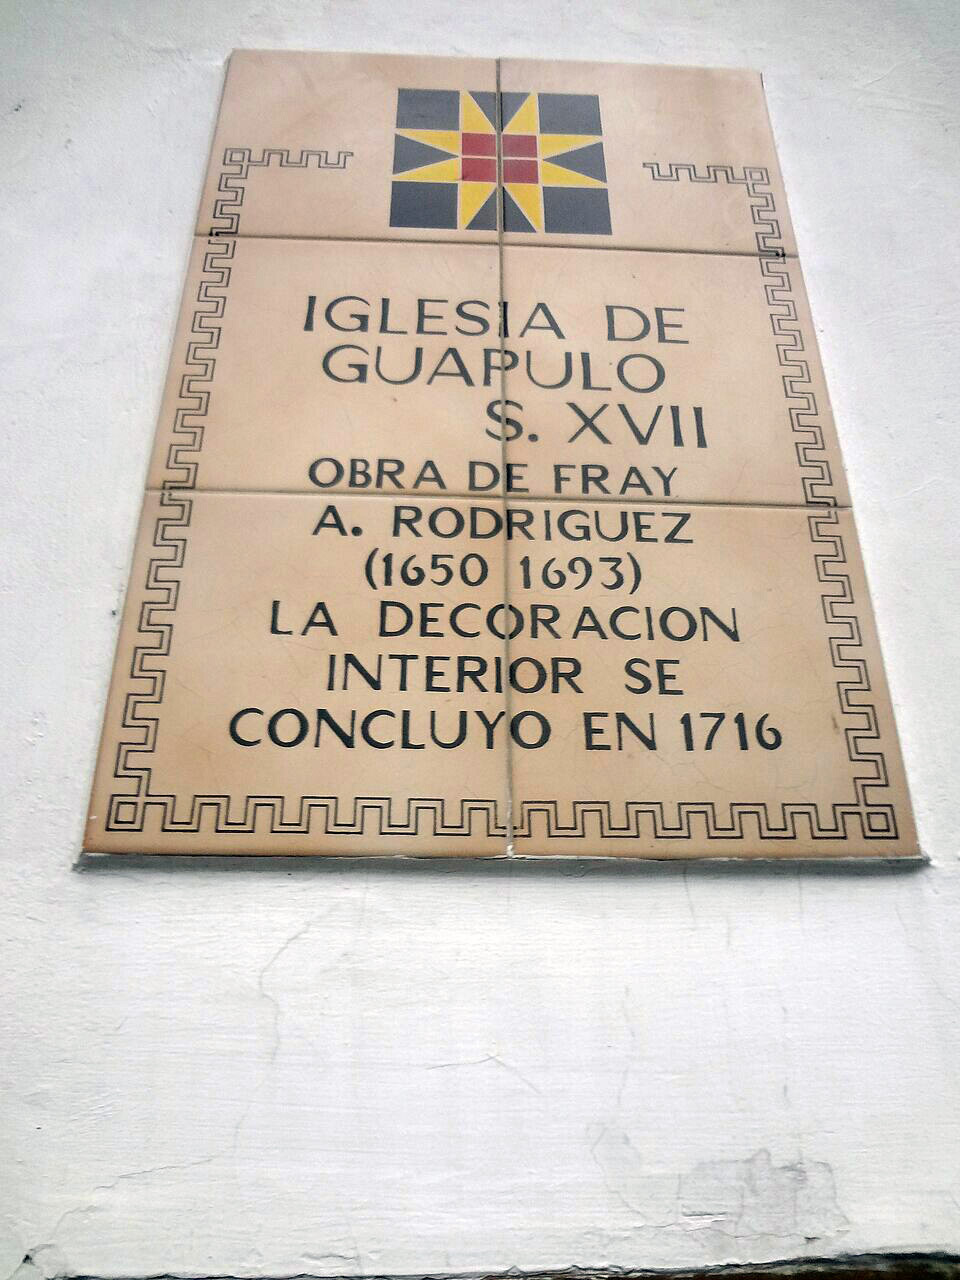 IGLESIA DE
GUAPULO
S. XVII
OBRA DE FRAY
A. RODRIGUEZ
(1650 1693)
LA DECORACION
INTERIOR SE
CONCLUYO EN 1716